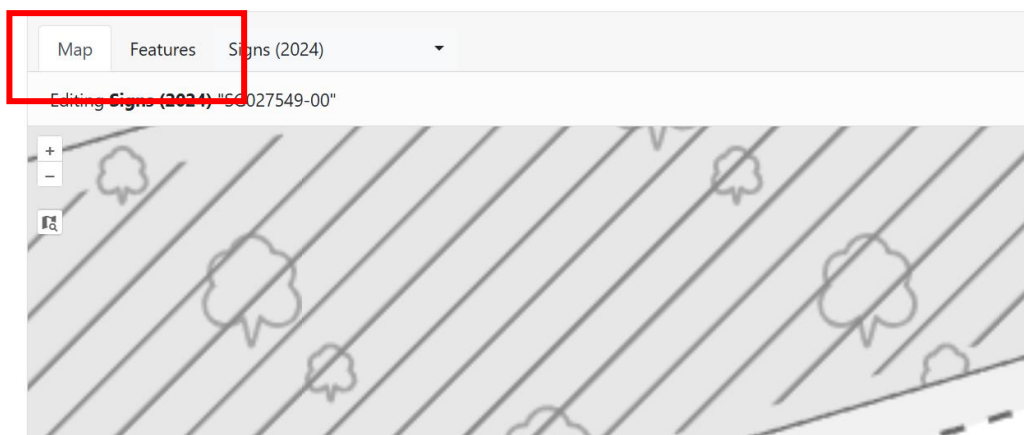 Map Features Signs (2024)
Editing Signs (2024) "SG027549-00"
+
−